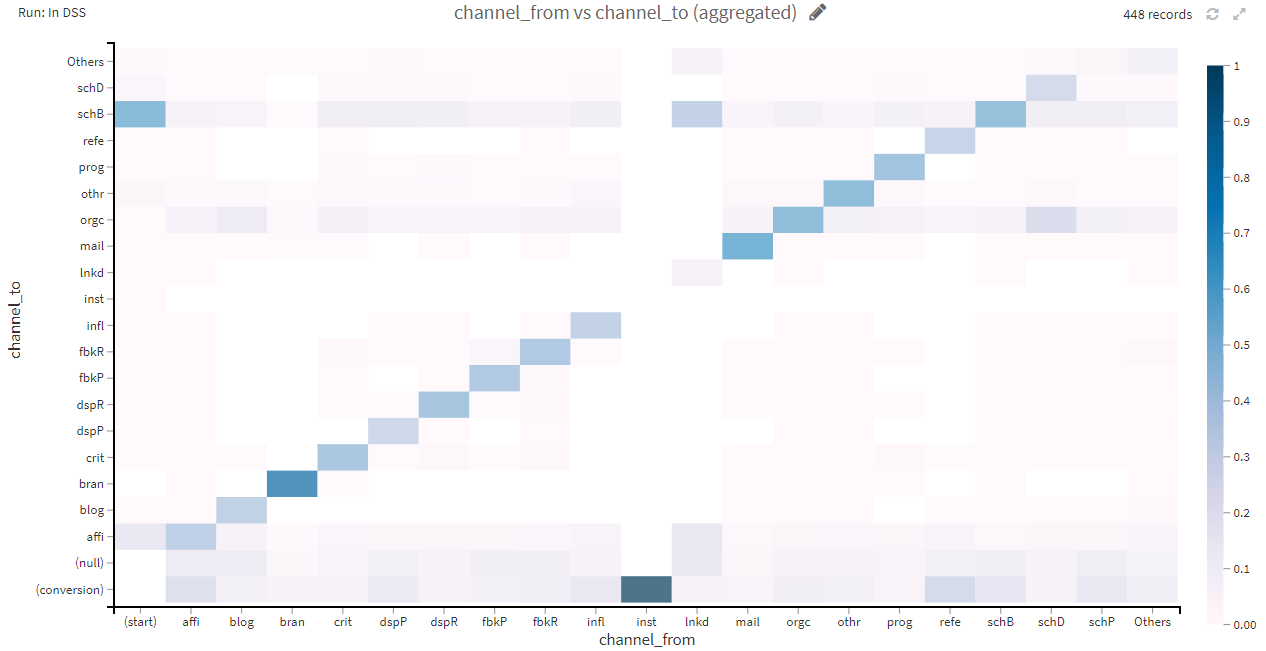 Run: In DSS
channel_from vs channel_to (aggregated)
448 records
Others
schD
schB
refe
prog
othr
orgc
mail
lnkd
inst
infl
fbkR
fbkP
dspR
dspP
crit
bran
blog
affi
(null)
(conversion)
channel_to
(start) affi blog bran crit dspP dspR fbkP fbkR infl inst lnkd mail orgc othr prog refe schB schD schP Others
channel_from
1
0.9
0.8
0.7
0.6
0.5
0.4
0.3
0.2
0.1
0.00